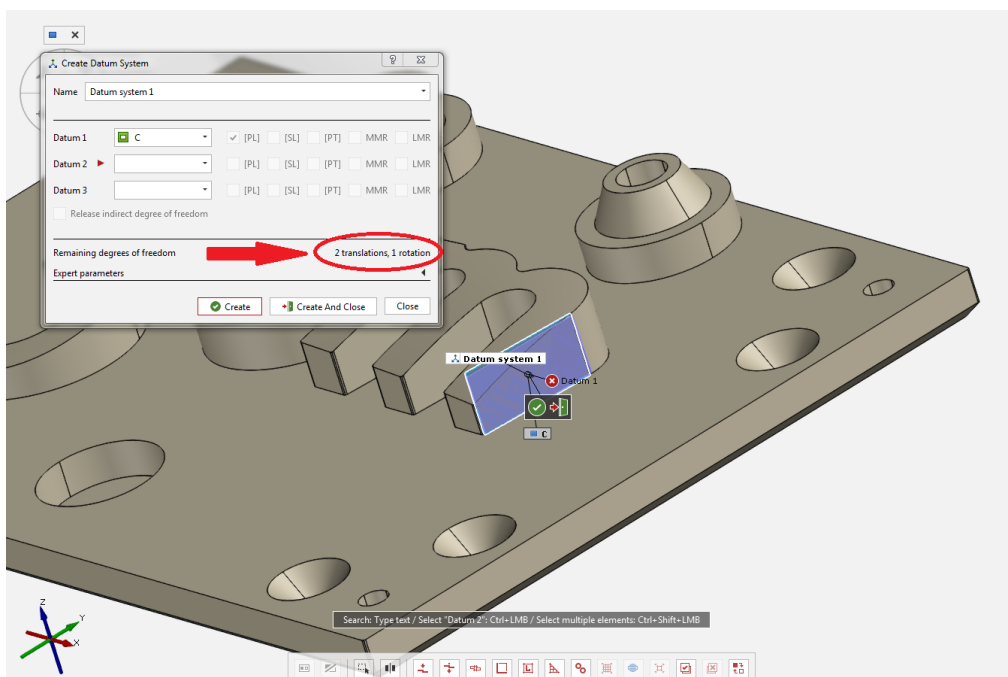 Create Datum System
Name Datum system 1
Datum 1 C [PL] [SL] [PT] MMR LMR
Datum 2 [PL] [SL] [PT] MMR LMR
Datum 3 [PL] [SL] [PT] MMR LMR
Release indirect degree of freedom
Remaining degrees of freedom 2 translations, 1 rotation
Expert parameters
Create Create And Close Close
Datum system 1
Datum 1
C
Z
Y
X
Search: Type text / Select "Datum 2": Ctrl+LMB / Select multiple elements: Ctrl+Shift+LMB